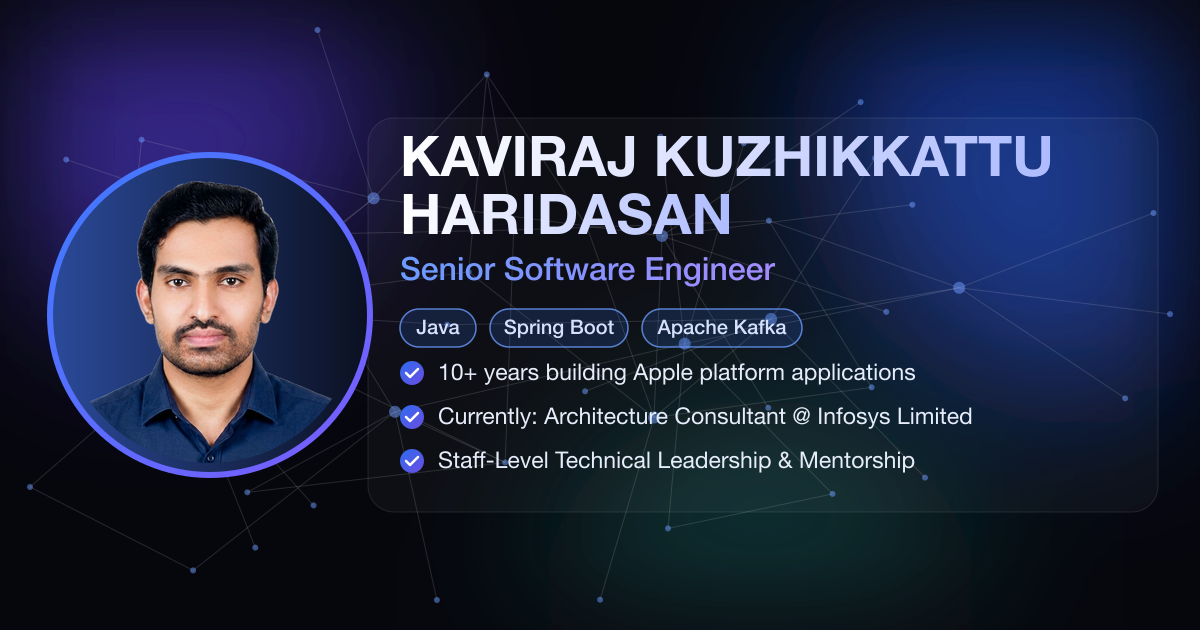 KAVIRAJ KUZHIKKATTU
HARIDASAN
Senior Software Engineer
Java
Spring Boot
Apache Kafka
10+ years building Apple platform applications
Currently: Architecture Consultant @ Infosys Limited
Staff-Level Technical Leadership & Mentorship